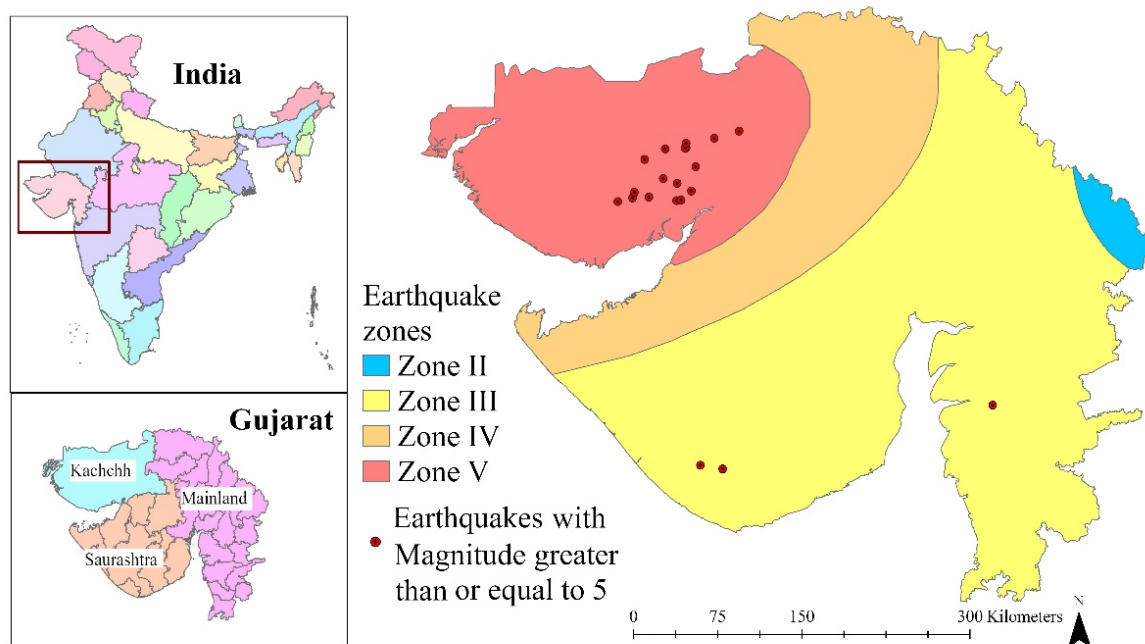 India
Gujarat
Kachchh
Mainland
Saurashtra
Earthquake
zones
Zone II
Zone III
Zone IV
Zone V
Earthquakes with
Magnitude greater
than or equal to 5
0 75 150 300 Kilometers
N